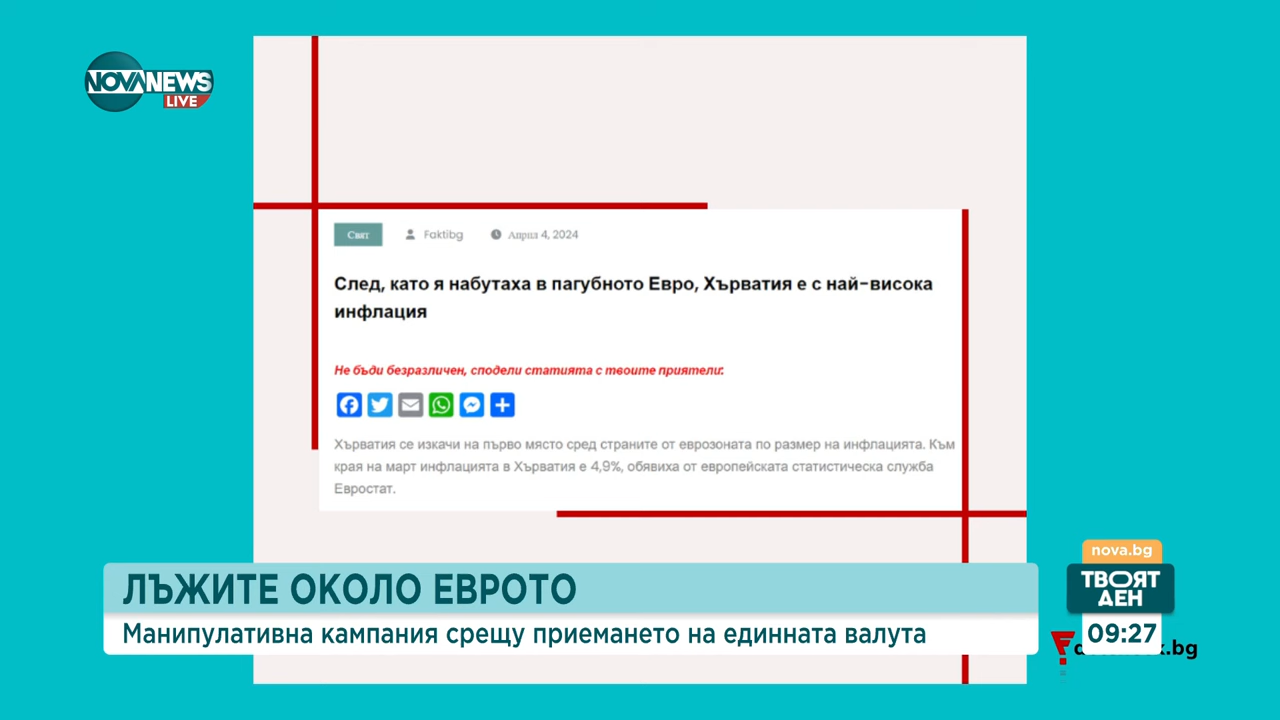 NOVANEWS
LIVE
Свят
Faktibg
Април 4, 2024
След, като я набутаха в пагубното Евро, Хърватия е с най-висока
инфлация
Не бъди безразличен, сподели статията с твоите приятели:
Хърватия се изкачи на първо място сред страните от еврозоната по размер на инфлацията. Към
края на март инфлацията в Хърватия е 4,9%, обявиха от европейската статистическа служба
Евростат.
ЛЪЖИТЕ ОКОЛО ЕВРОТО
Манипулативна кампания срещу приемането на единната валута
nova.bg
ТВОЯТ
ДЕН
09:27